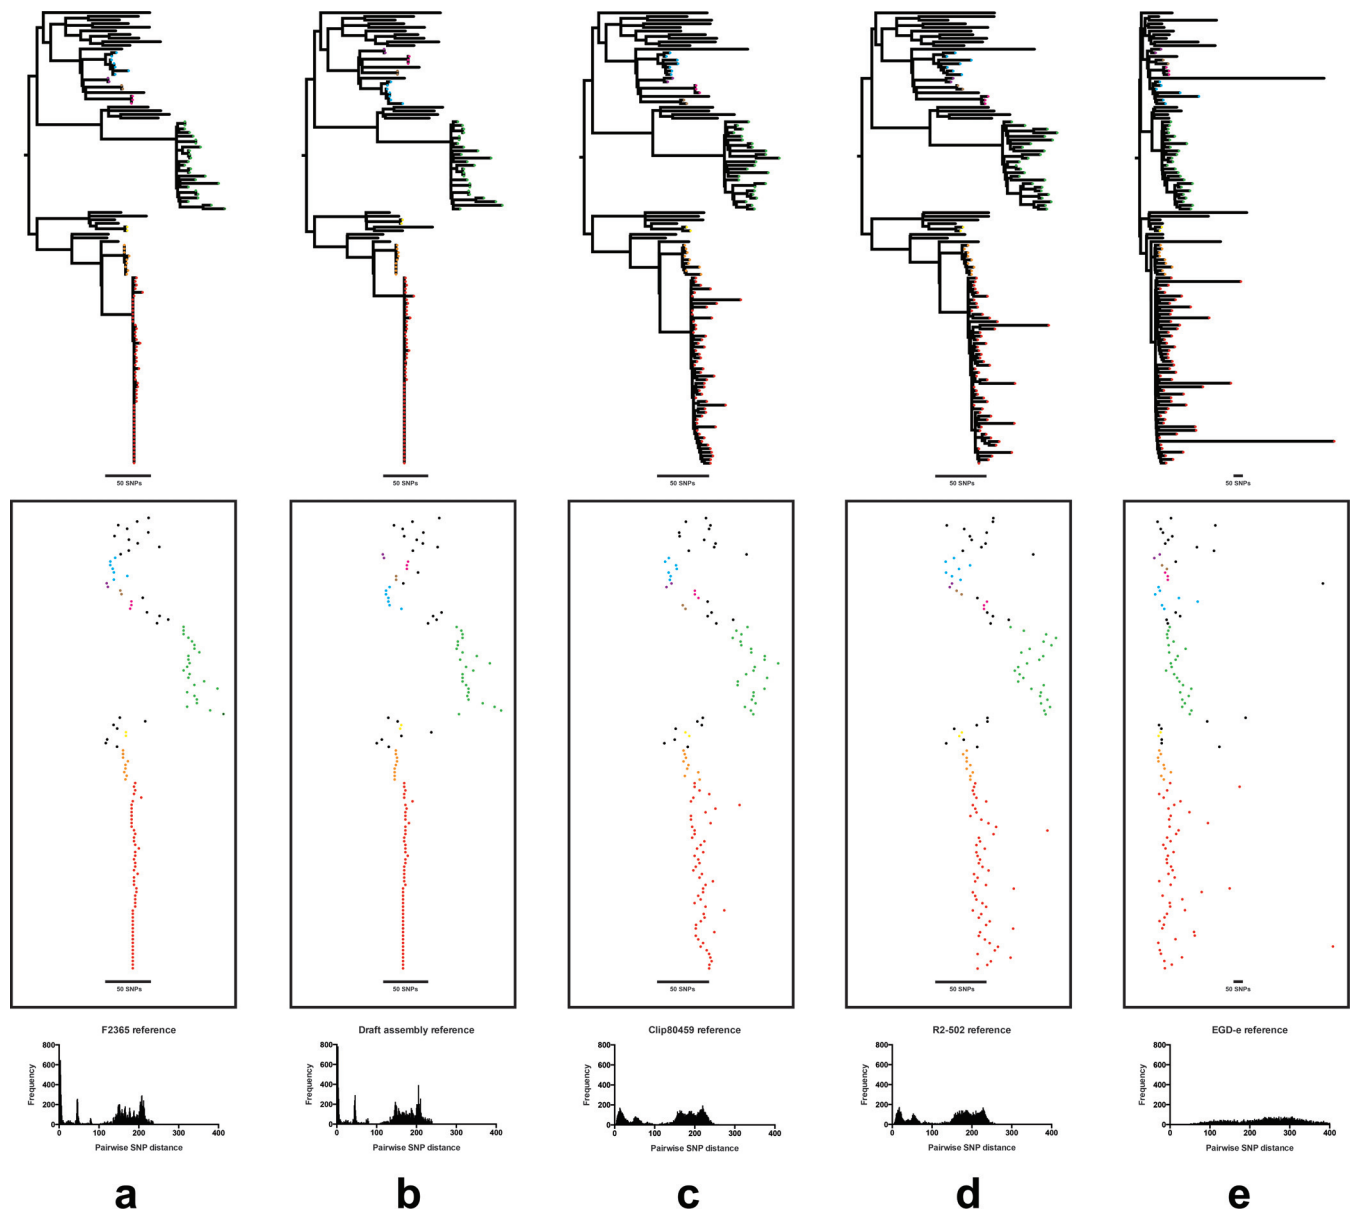 50 SNPs 50 SNPs 50 SNPs 50 SNPs 50 SNPs
50 SNPs 50 SNPs 50 SNPs 50 SNPs 50 SNPs
F2365 reference
800
600
400
200
0
Frequency
0 100 200 300 400
Pairwise SNP distance
Draft assembly reference
800
600
400
200
0
Frequency
0 100 200 300 400
Pairwise SNP distance
Clip80459 reference
800
600
400
200
0
Frequency
0 100 200 300 400
Pairwise SNP distance
R2-502 reference
800
600
400
200
0
Frequency
0 100 200 300 400
Pairwise SNP distance
EGD-e reference
800
600
400
200
0
Frequency
0 100 200 300 400
Pairwise SNP distance
a b c d e